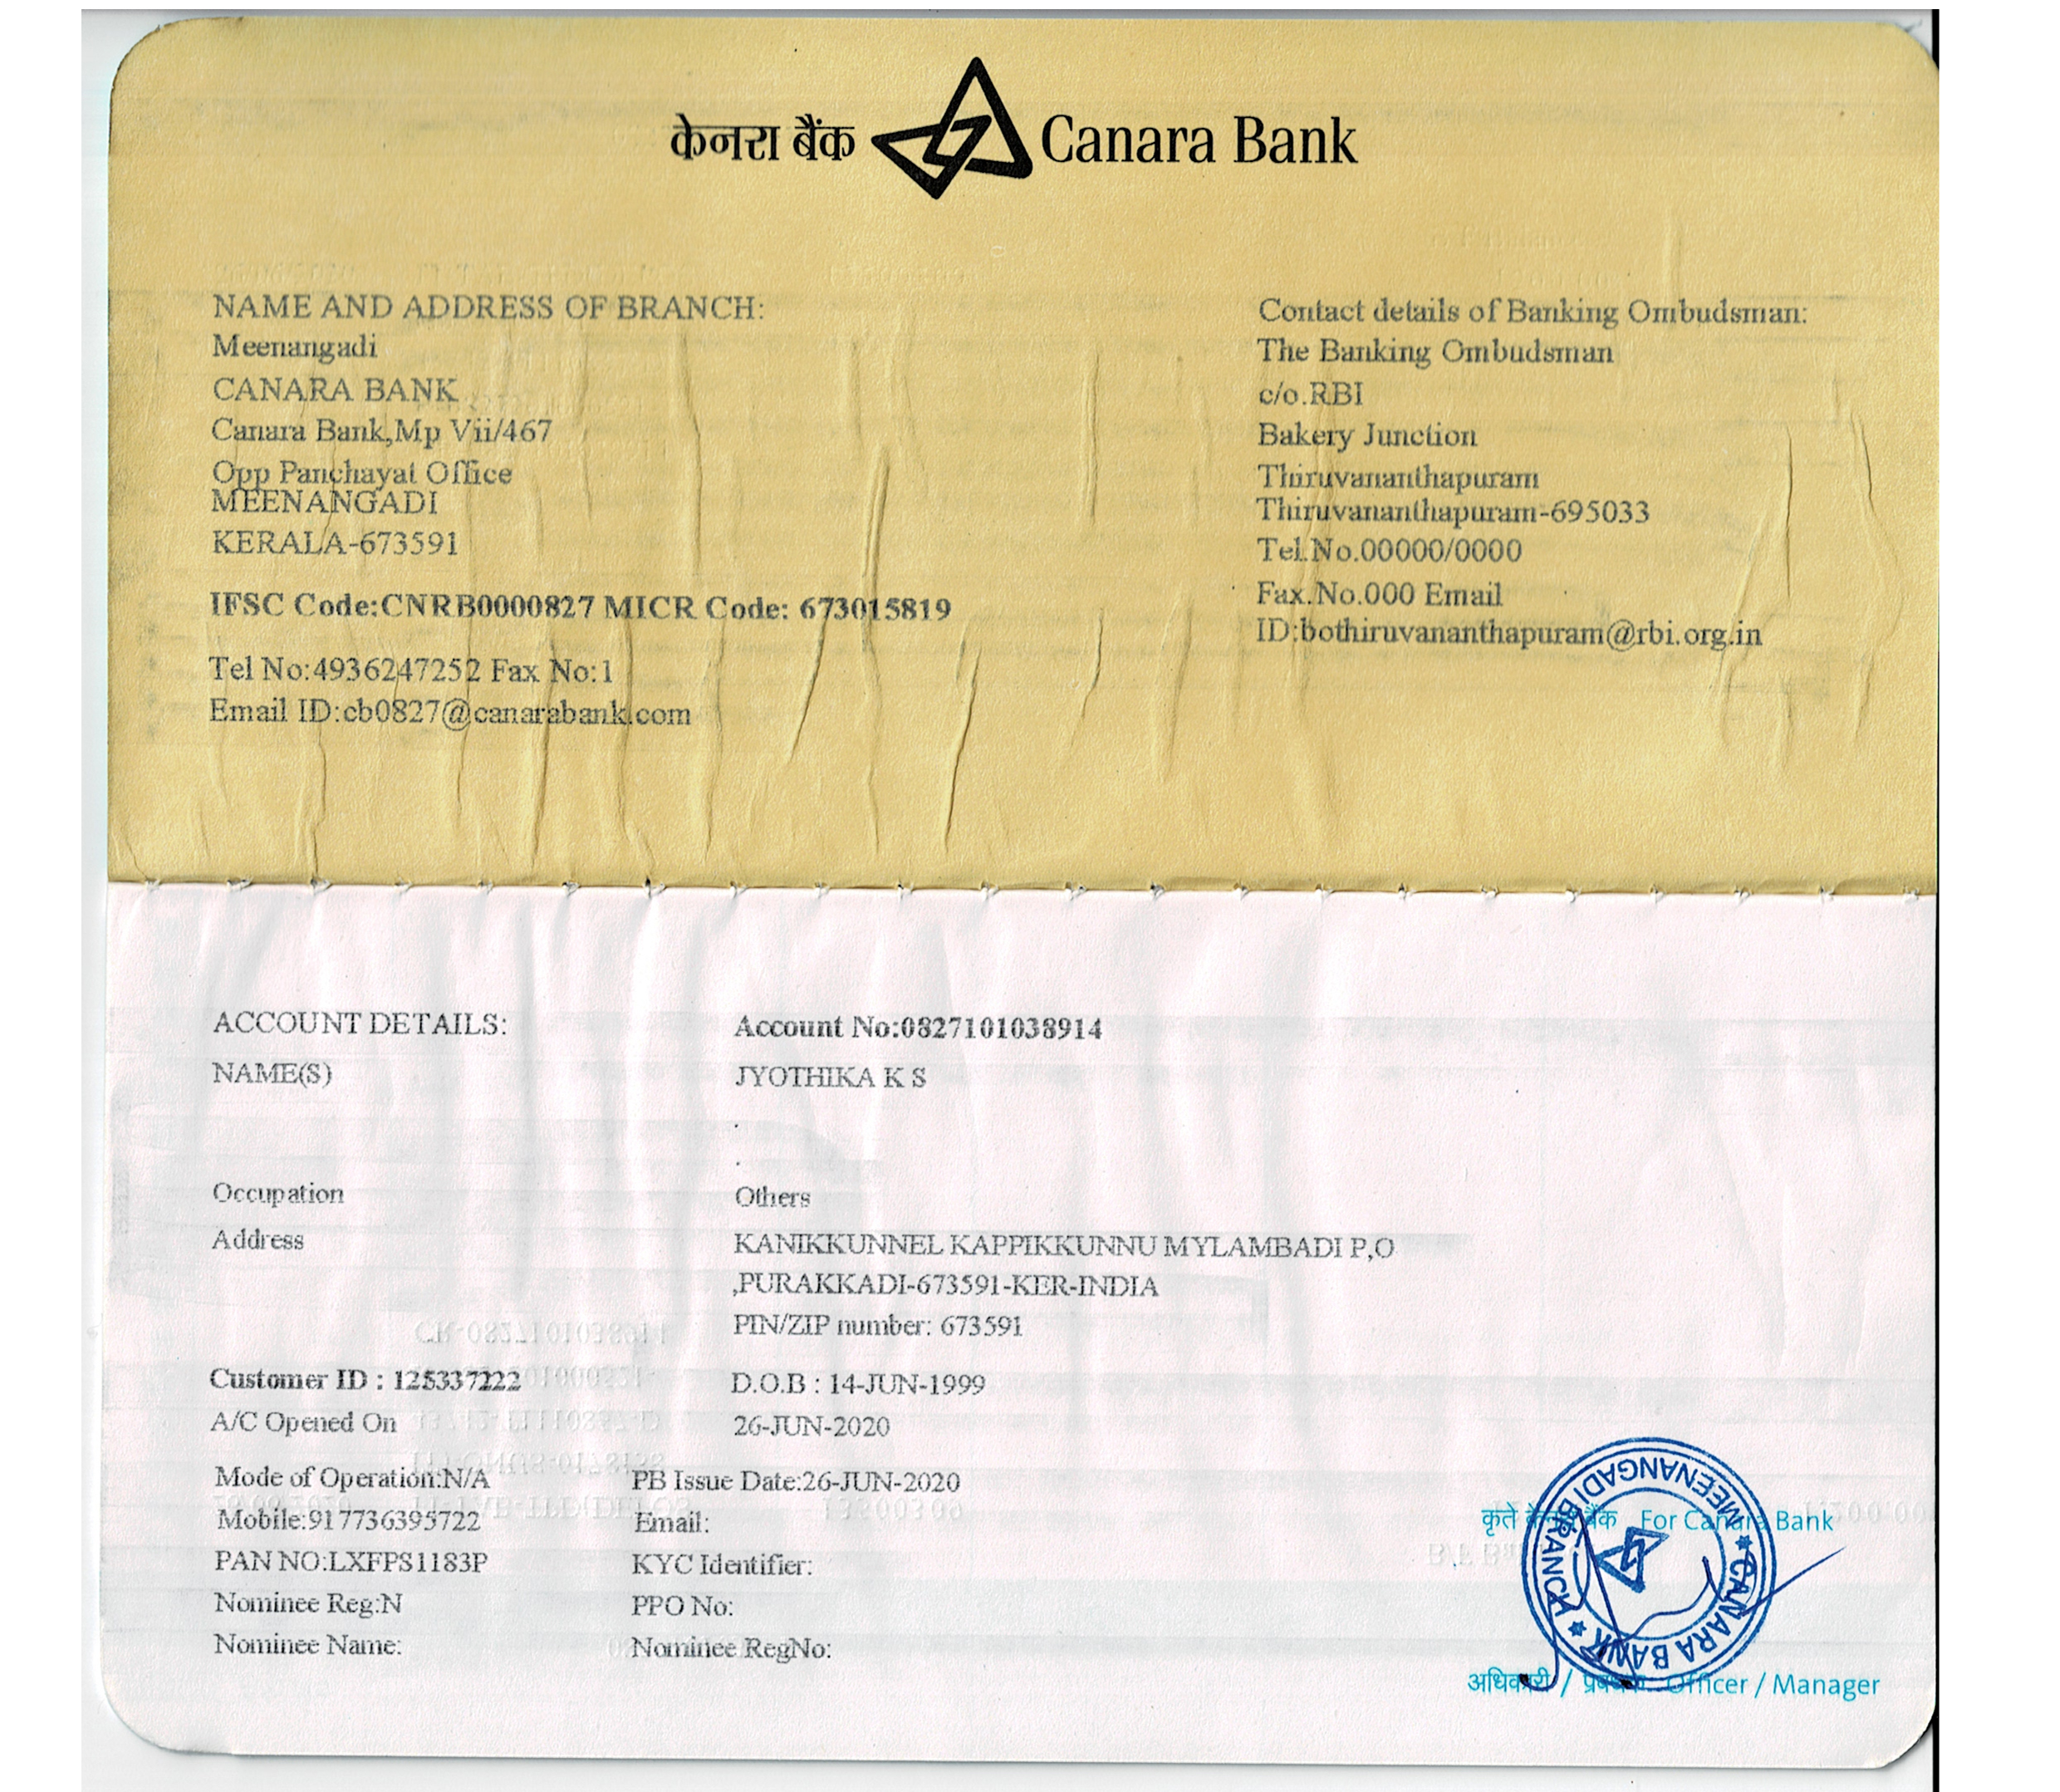 केनरा बैंक Canara Bank
NAME AND ADDRESS OF BRANCH:
Meenangadi
CANARA BANK
Canara Bank,Mp Vii/467
Opp Panchayat Office
MEENANGADI
KERALA-673591
IFSC Code:CNRB0000827 MICR Code: 673015819
Tel No:4936247252 Fax No:1
Email ID:cb0827@canarabank.com
Contact details of Banking Ombudsman:
The Banking Ombudsman
c/o.RBI
Bakery Junction
Thiruvananthapuram
Thiruvananthapuram-695033
Tel.No.00000/0000
Fax.No.000 Email
ID:bothiruvananthapuram@rbi.org.in
ACCOUNT DETAILS: Account No:0827101038914
NAME(S) JYOTHIKA K S
.
.
Occupation Others
Address KANIKKUNNEL KAPPIKKUNNU MYLAMBADI P,O
,PURAKKADI-673591-KER-INDIA
PIN/ZIP number: 673591
Customer ID : 125337222 D.O.B : 14-JUN-1999
A/C Opened On 26-JUN-2020
Mode of Operation:N/A PB Issue Date:26-JUN-2020
Mobile:917736395722 Email:
PAN NO:LXFPS1183P KYC Identifier:
Nominee Reg:N PPO No:
Nominee Name: Nominee RegNo:
कृते केनरा बैंक For Canara Bank
MEENANGADI BRANCH
CANARA BANK
अधिकारी / प्रबंधक Officer / Manager